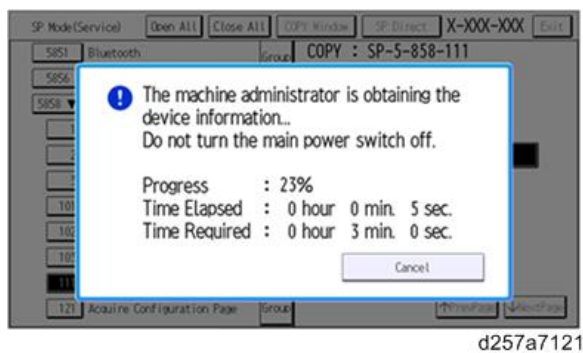 SP Mode(Service) Open All Close All COPY Window SP Direct X-XXX-XXX Exit
5851 Bluetooth Group COPY : SP-5-858-111
5856
5858 ▼
The machine administrator is obtaining the
device information...
Do not turn the main power switch off.
Progress : 23%
Time Elapsed : 0 hour 0 min. 5 sec.
101
Time Required : 0 hour 3 min. 0 sec.
102
Cancel
121 Acquire Configuration Page Group PrevPage NextPage
d257a7121